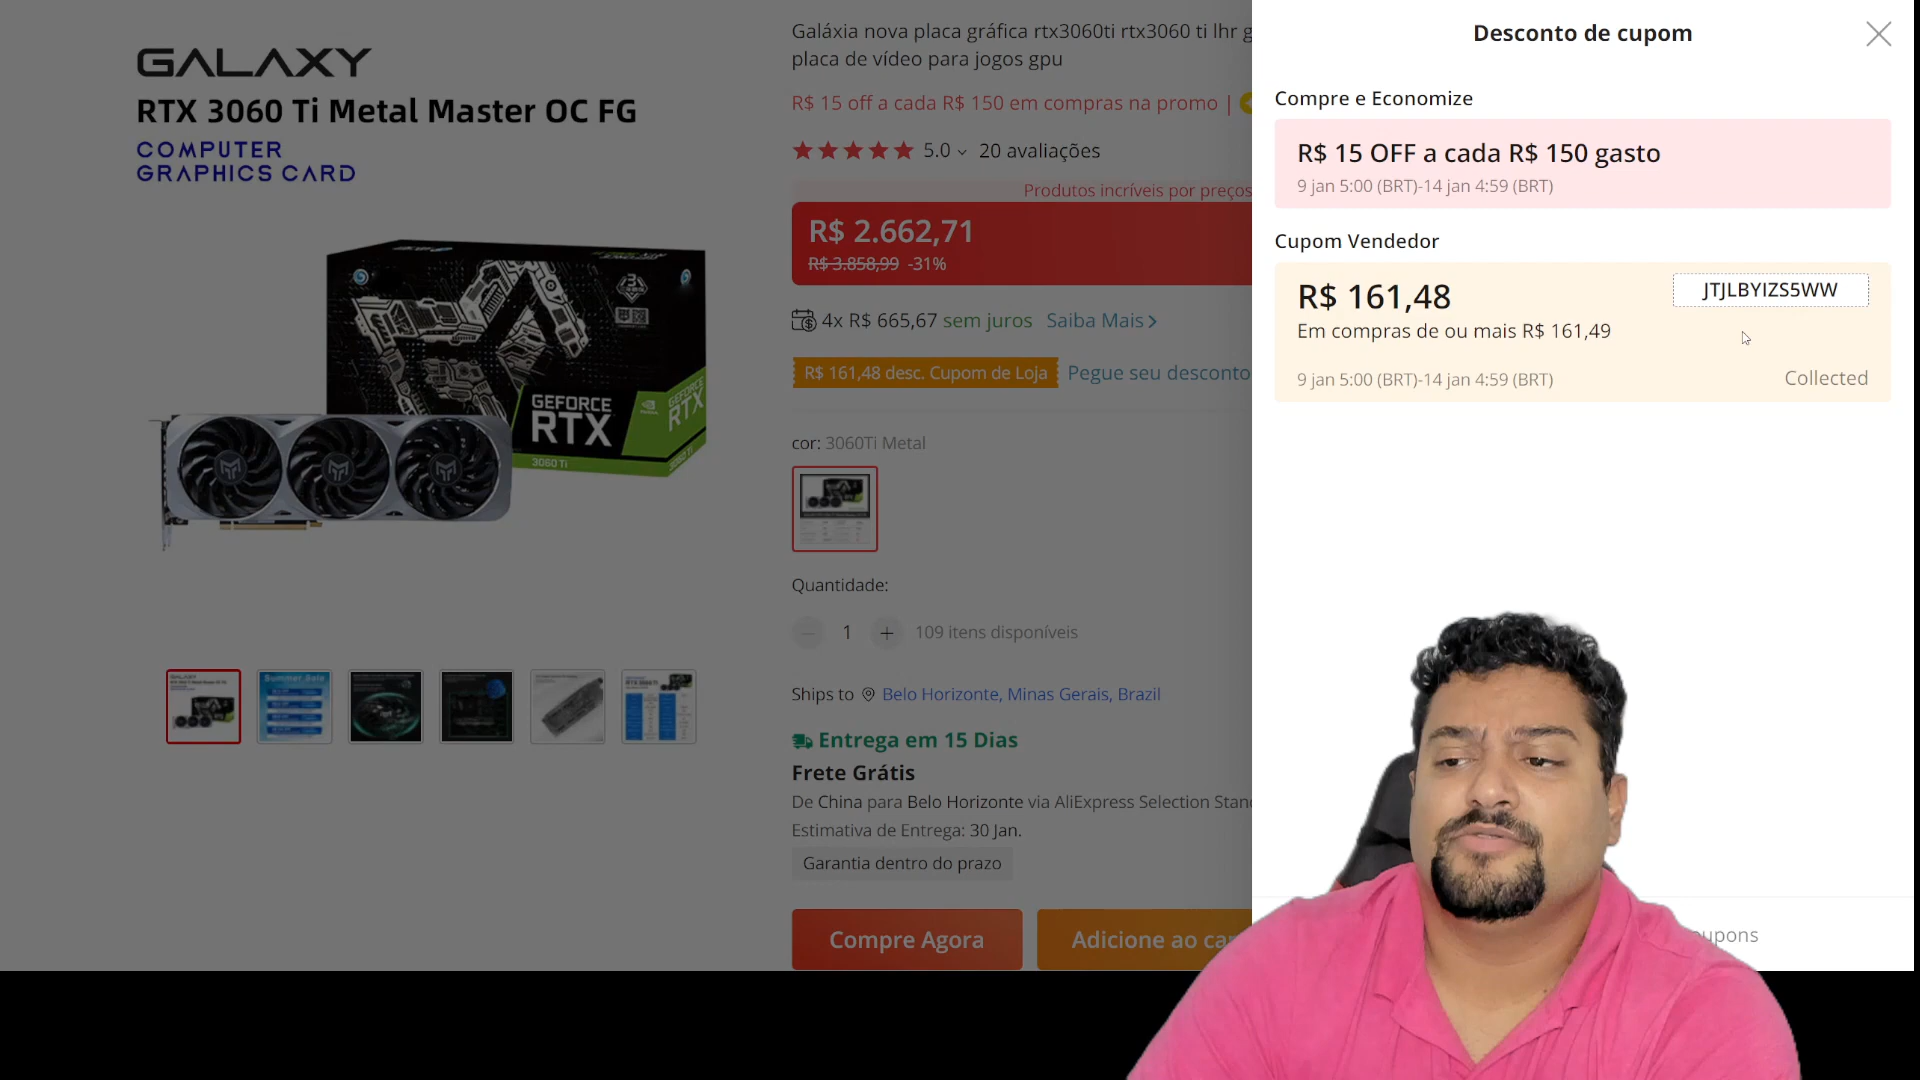 GALAXY
RTX 3060 Ti Metal Master OC FG
COMPUTER
GRAPHICS CARD
GEFORCE
RTX
GEFORCE
RTX
3060 Ti
3060 Ti
Summer Sale
Galáxia nova placa gráfica rtx3060ti rtx3060 ti lhr g
placa de vídeo para jogos gpu
R$ 15 off a cada R$ 150 em compras na promo |
5.0 20 avaliações
Produtos incríveis por preços
R$ 2.662,71
R$ 3.858,99 -31%
4x R$ 665,67 sem juros Saiba Mais
R$ 161,48 desc. Cupom de Loja Pegue seu desconto
cor: 3060Ti Metal
Quantidade:
1 109 itens disponíveis
Ships to Belo Horizonte, Minas Gerais, Brazil
Entrega em 15 Dias
Frete Grátis
De China para Belo Horizonte via AliExpress Selection Stan
Estimativa de Entrega: 30 Jan.
Garantia dentro do prazo
Compre Agora Adicione ao car
Desconto de cupom
Compre e Economize
R$ 15 OFF a cada R$ 150 gasto
9 jan 5:00 (BRT)-14 jan 4:59 (BRT)
Cupom Vendedor
R$ 161,48 JTJLBYIZS5WW
Em compras de ou mais R$ 161,49
9 jan 5:00 (BRT)-14 jan 4:59 (BRT) Collected
upons